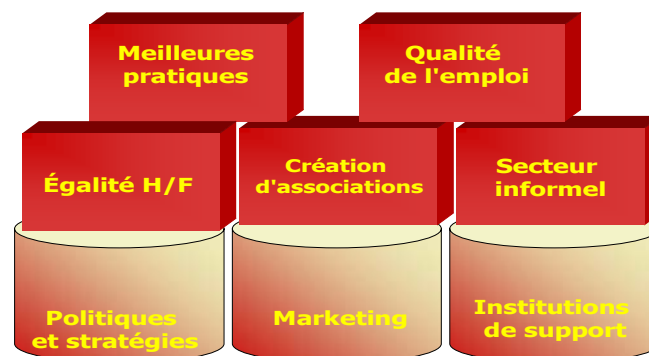 Meilleures
pratiques
Qualité
de l'emploi
Égalité H/F
Création
d'associations
Secteur
informel
Politiques
et stratégies
Marketing
Institutions
de support